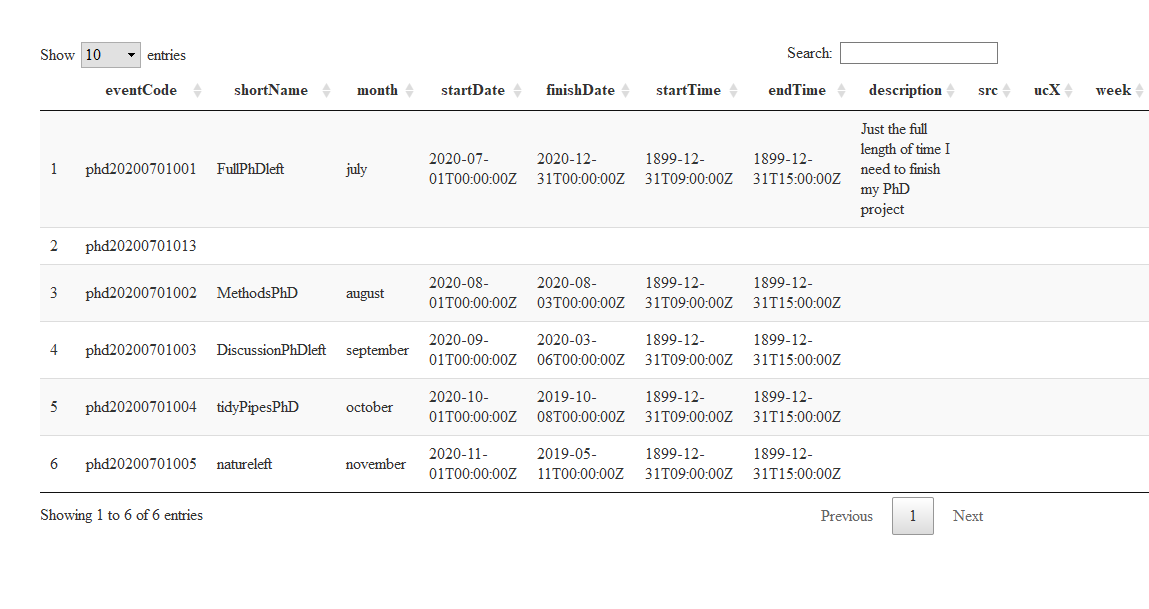 Show 10 entries Search:
eventCode shortName month startDate finishDate startTime endTime description src ucX week
1 phd20200701001 FullPhDleft july 2020-07-01T00:00:00Z 2020-12-31T00:00:00Z 1899-12-31T09:00:00Z 1899-12-31T15:00:00Z Just the full length of time I need to finish my PhD project
2 phd20200701013
3 phd20200701002 MethodsPhD august 2020-08-01T00:00:00Z 2020-08-03T00:00:00Z 1899-12-31T09:00:00Z 1899-12-31T15:00:00Z
4 phd20200701003 DiscussionPhDleft september 2020-09-01T00:00:00Z 2020-03-06T00:00:00Z 1899-12-31T09:00:00Z 1899-12-31T15:00:00Z
5 phd20200701004 tidyPipesPhD october 2020-10-01T00:00:00Z 2019-10-08T00:00:00Z 1899-12-31T09:00:00Z 1899-12-31T15:00:00Z
6 phd20200701005 natureleft november 2020-11-01T00:00:00Z 2019-05-11T00:00:00Z 1899-12-31T09:00:00Z 1899-12-31T15:00:00Z
Showing 1 to 6 of 6 entries Previous 1 Next